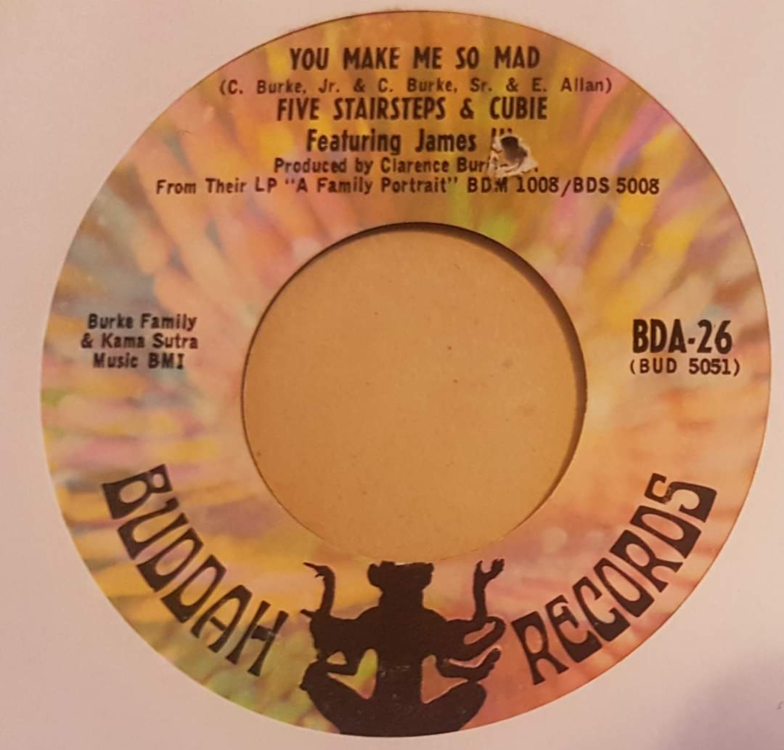 YOU MAKE ME SO MAD
(C. Burke, Jr. & C. Burke, Sr. & E. Allan)
FIVE STAIRSTEPS & CUBIE
Featuring James
Produced by Clarence
From Their LP "A Family Portrait" BDM 1008/BDS 5008
Burke Family
& Kama Sutra
Music BMI
BDA-26
(BUD 5051)
BUDDAH RECORDS